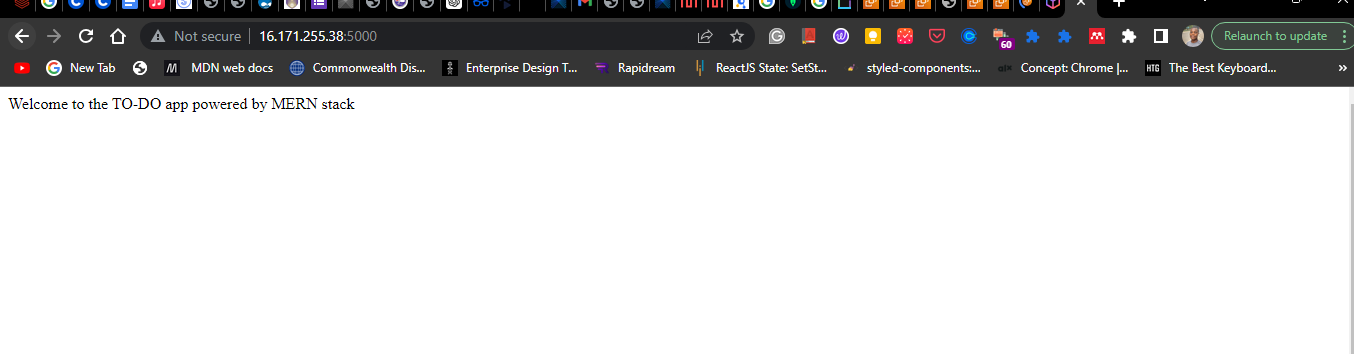 Not secure 16.171.255.38:5000
60
Relaunch to update
New Tab
M MDN web docs
Commonwealth Dis...
Enterprise Design T...
Rapidream
ReactJS State: SetSt...
styled-components:...
Concept: Chrome |...
HTG The Best Keyboard...
»
Welcome to the TO-DO app powered by MERN stack